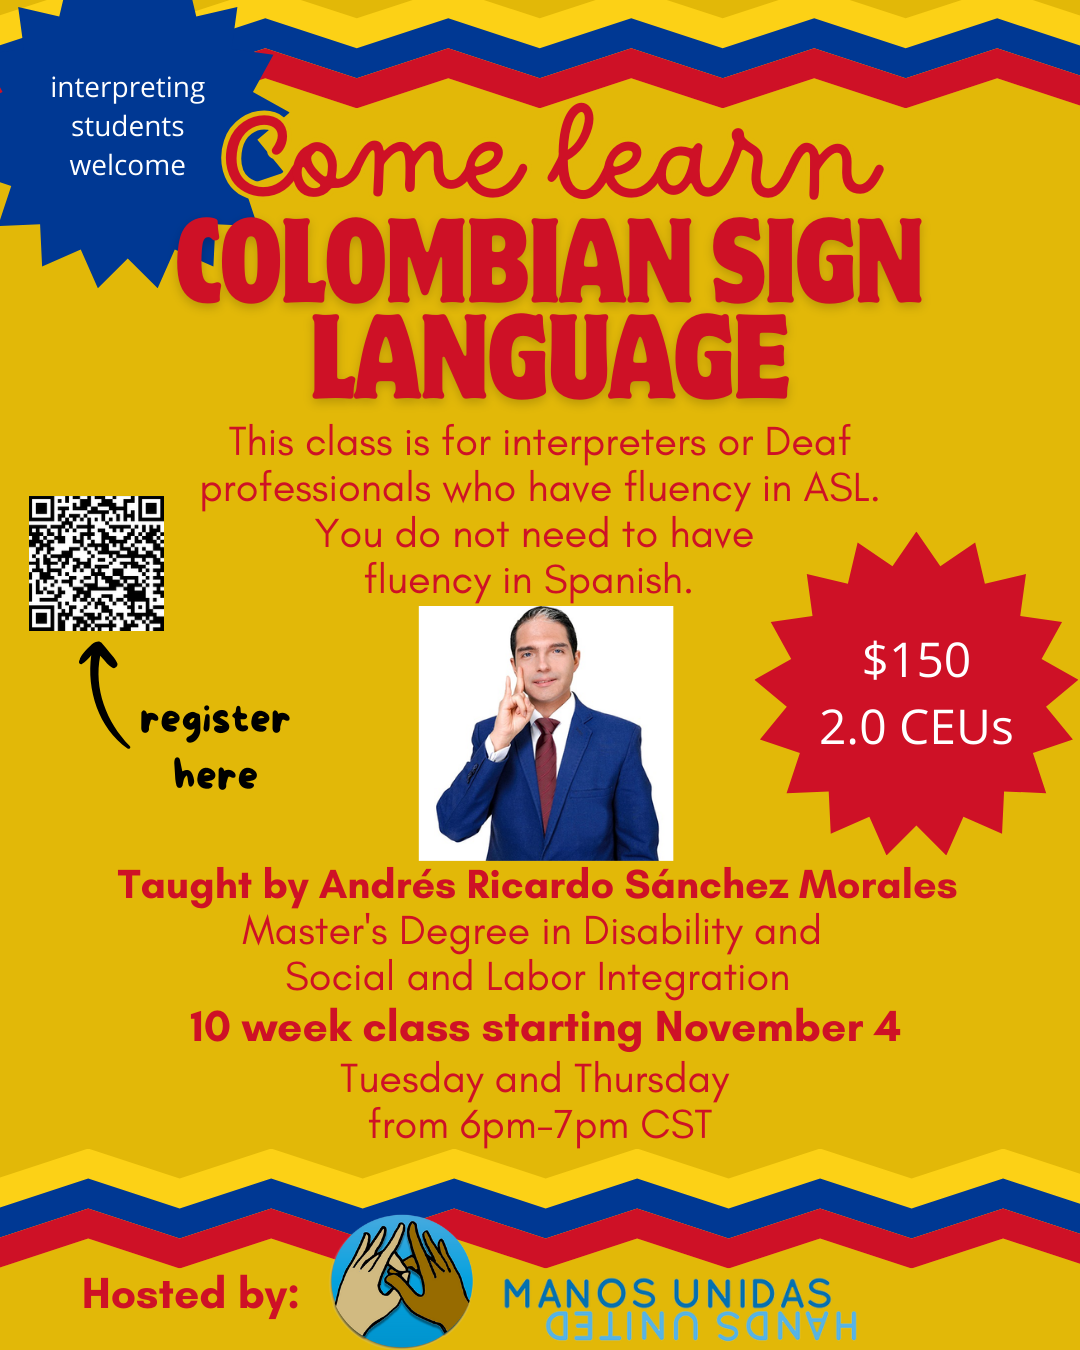 interpreting
students
welcome
Come learn
COLOMBIAN SIGN
LANGUAGE
This class is for interpreters or Deaf
professionals who have fluency in ASL.
You do not need to have
fluency in Spanish.
register
here
$150
2.0 CEUs
Taught by Andrés Ricardo Sánchez Morales
Master's Degree in Disability and
Social and Labor Integration
10 week class starting November 4
Tuesday and Thursday
from 6pm-7pm CST
Hosted by:
MANOS UNIDAS
HANDS UNITED